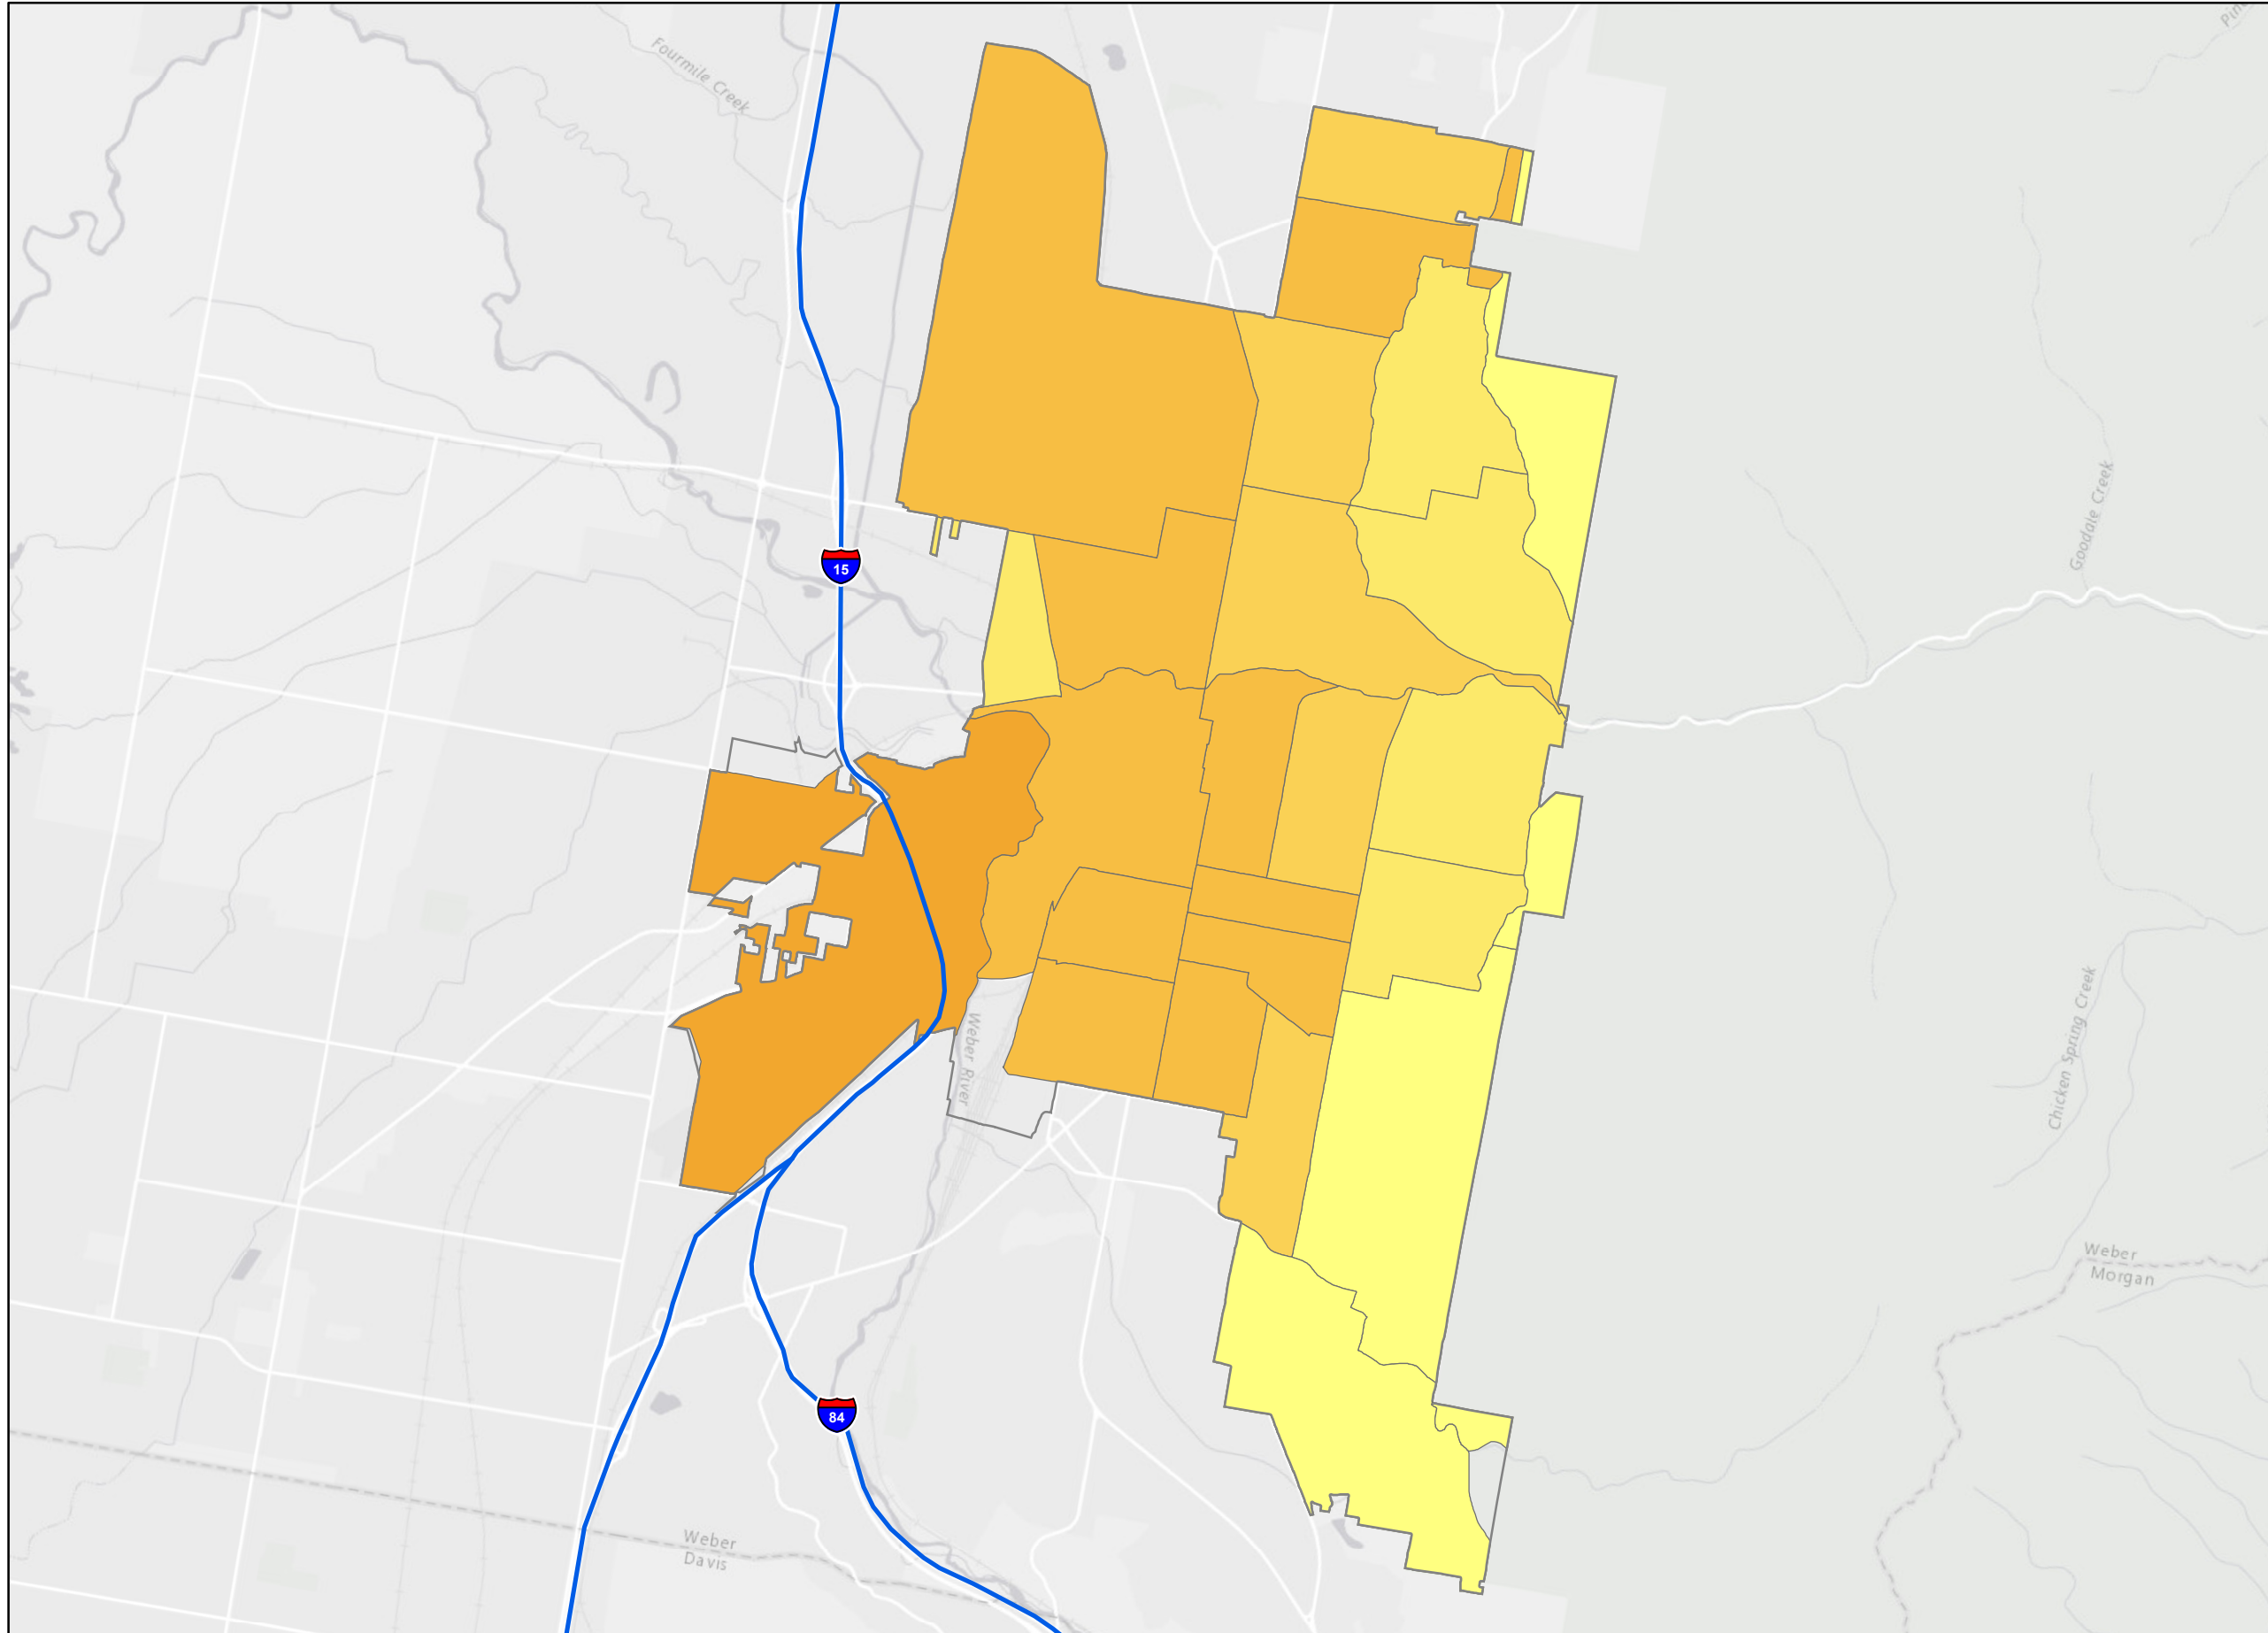 Fourmile Creek
Goodale Creek
15
Chicken Spring Creek
Weber River
Weber
Morgan
84
Weber
Davis